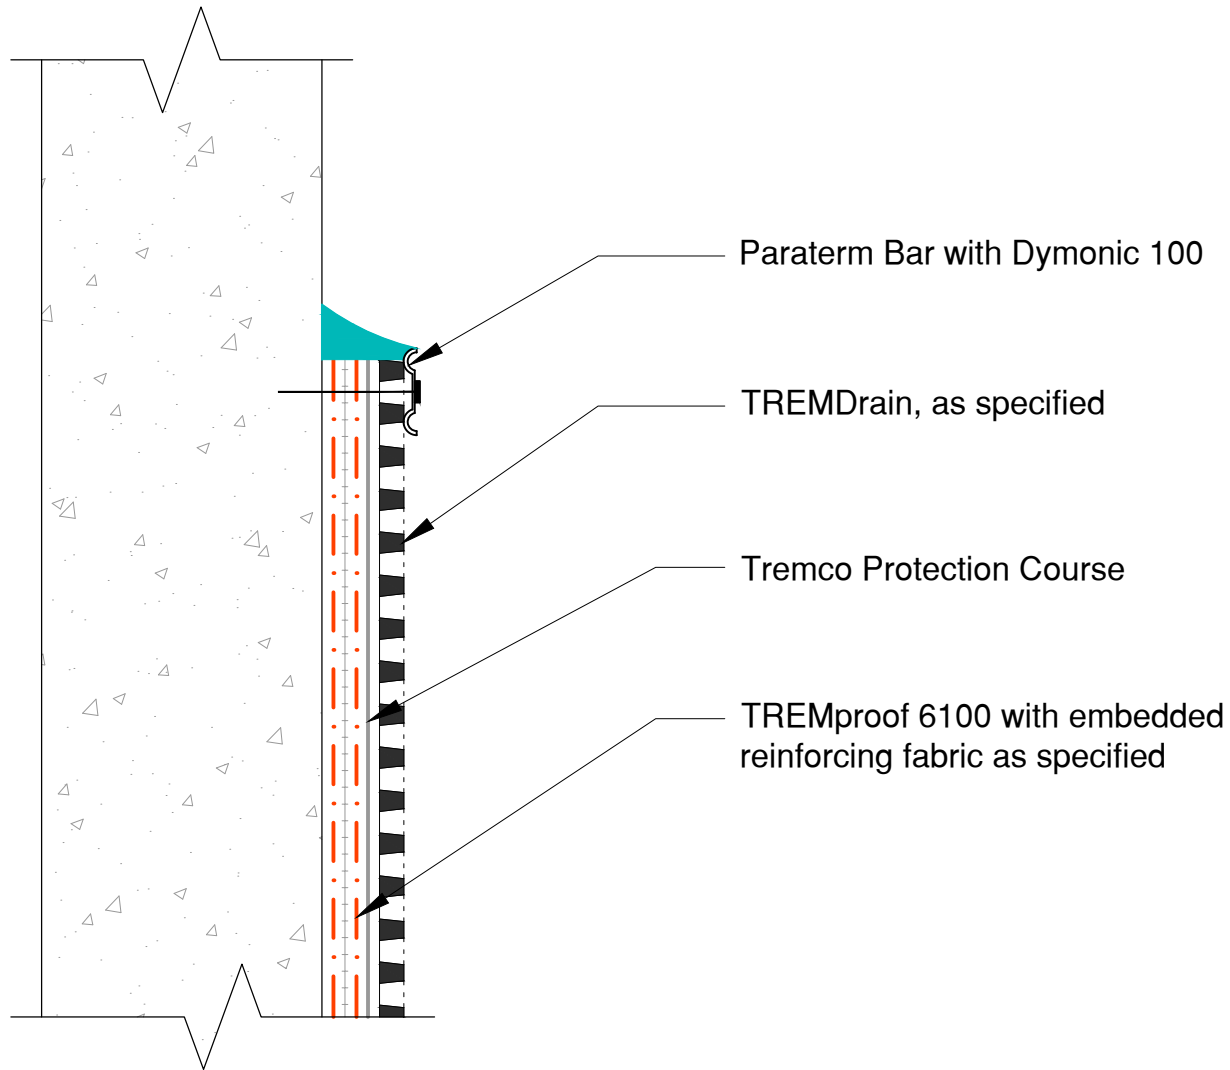 Paraterm Bar with Dymonic 100
TREMDrain, as specified
Tremco Protection Course
TREMproof 6100 with embedded
reinforcing fabric as specified